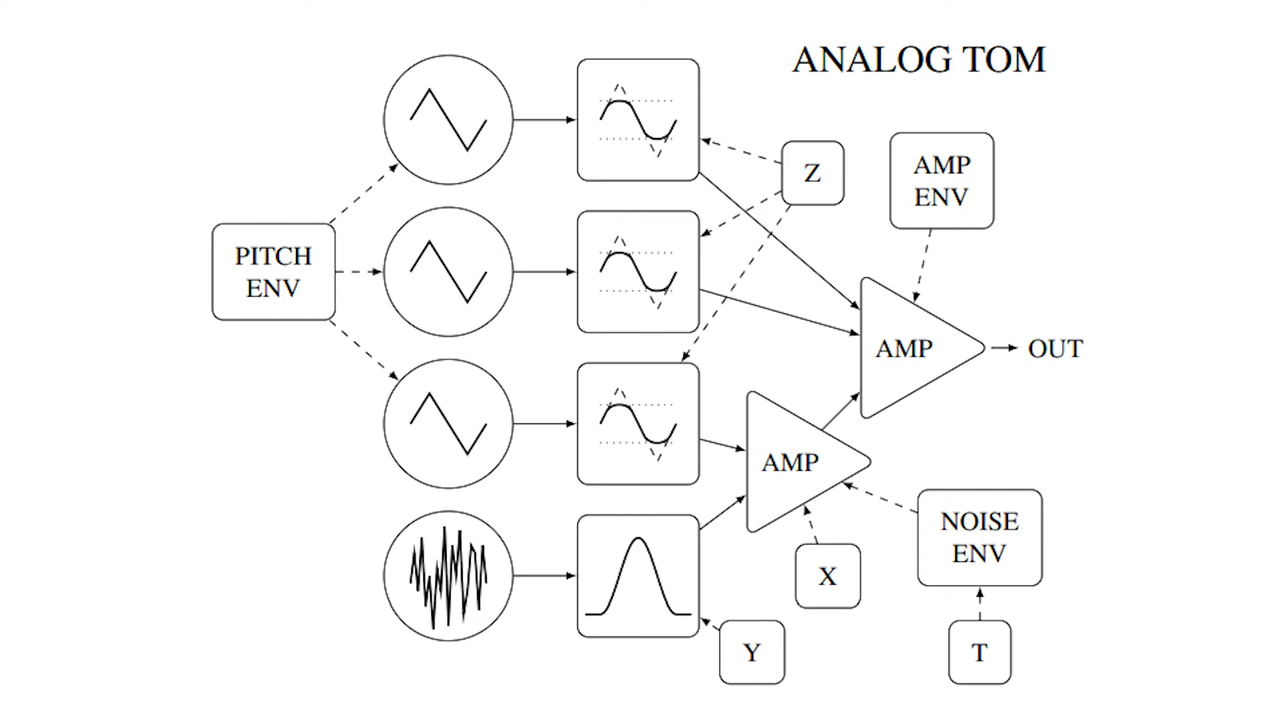 ANALOG TOM
Z
AMP
ENV
PITCH
ENV
AMP
OUT
AMP
NOISE
ENV
X
Y
T